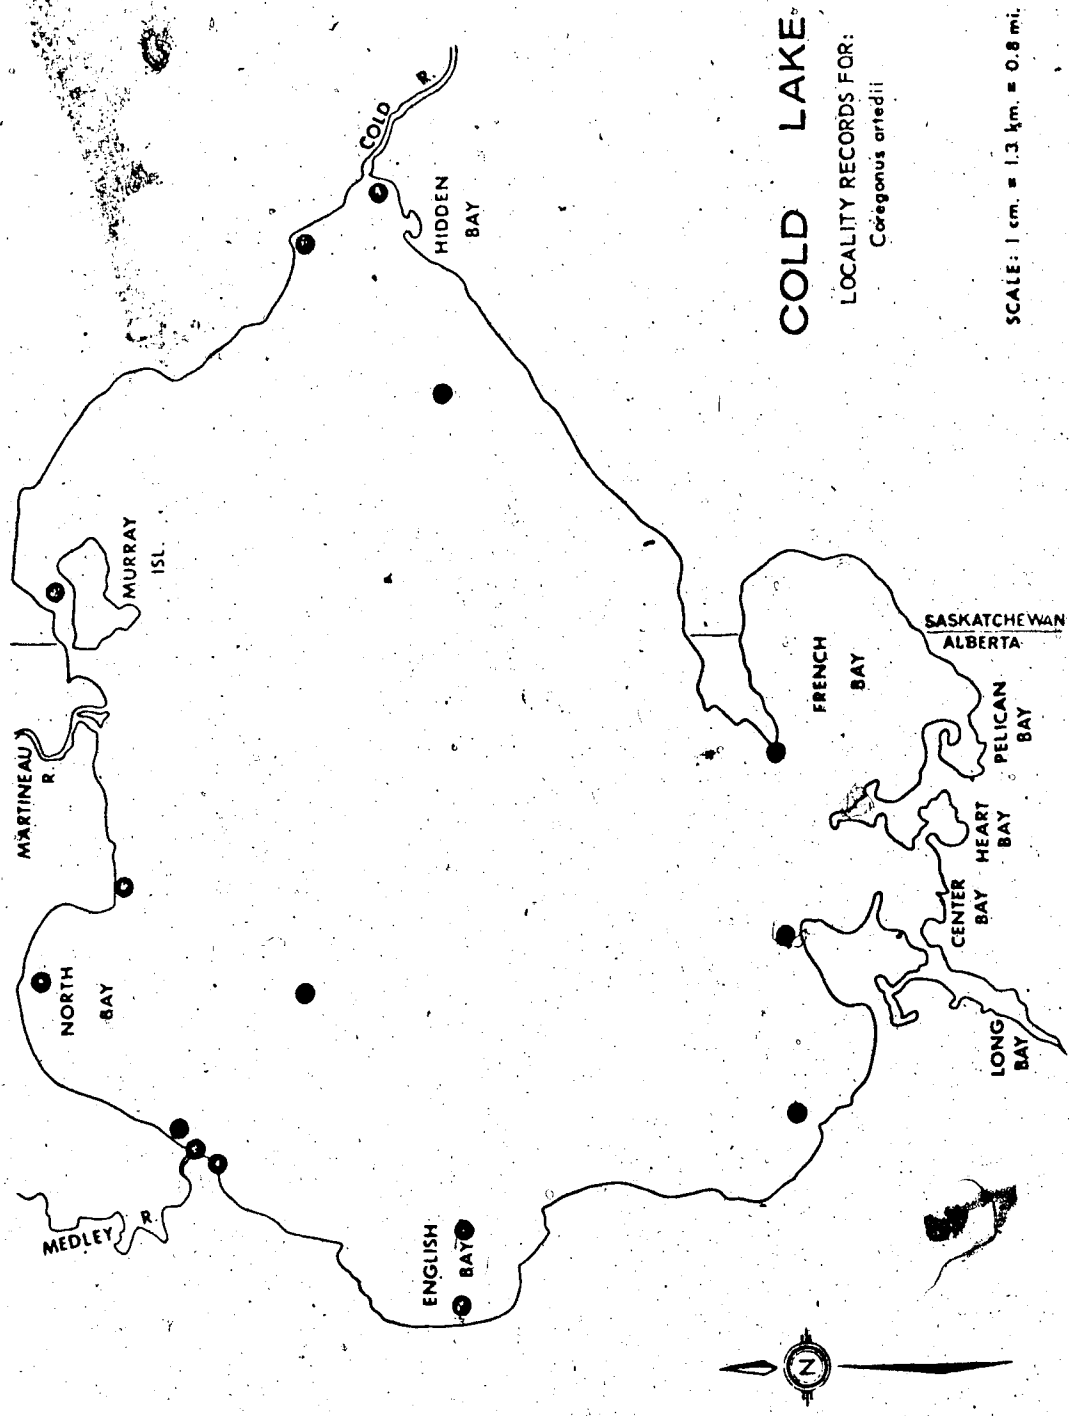 COLD LAKE
LOCALITY RECORDS FOR:
Coregonus artedii
SCALE: 1 cm. = 1.3 km. = 0.8 mi.
COLD R.
HIDDEN
BAY
MURRAY
ISL.
MARTINEAU
R.
NORTH
BAY
MEDLEY R.
ENGLISH
BAY
FRENCH
BAY
SASKATCHEWAN
ALBERTA
PELICAN
BAY
HEART
BAY
CENTER
BAY
LONG
BAY
N